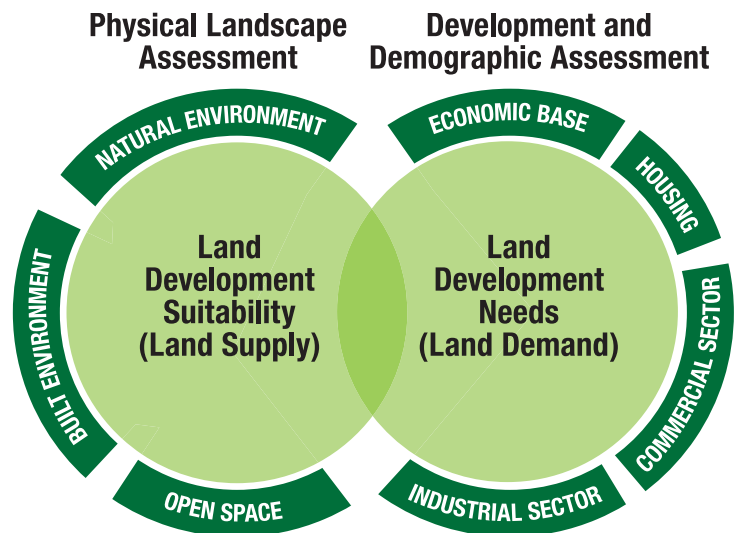 Physical Landscape
Assessment
Development and
Demographic Assessment
NATURAL ENVIRONMENT
BUILT ENVIRONMENT
OPEN SPACE
Land
Development
Suitability
(Land Supply)
ECONOMIC BASE
HOUSING
COMMERCIAL SECTOR
INDUSTRIAL SECTOR
Land
Development
Needs
(Land Demand)